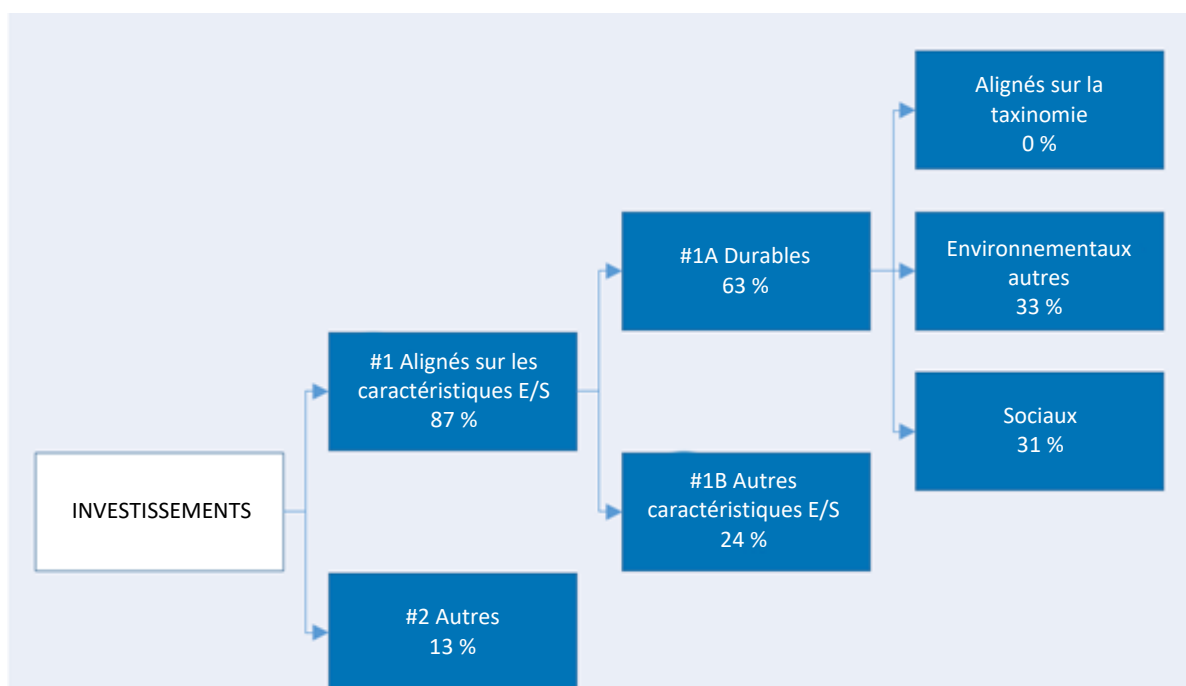 Alignés sur la
taxinomie
0 %
#1A Durables
63 %
Environnementaux
autres
33 %
#1 Alignés sur les
caractéristiques E/S
87 %
Sociaux
31 %
#1B Autres
caractéristiques E/S
24 %
INVESTISSEMENTS
#2 Autres
13 %